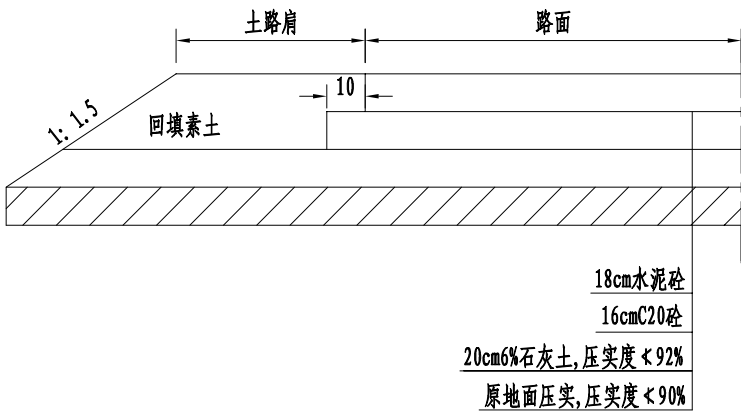 土路肩
路面
10
1: 1.5
回填素土
18cm水泥砼
16cmC20砼
20cm6%石灰土,压实度≮92%
原地面压实,压实度≮90%